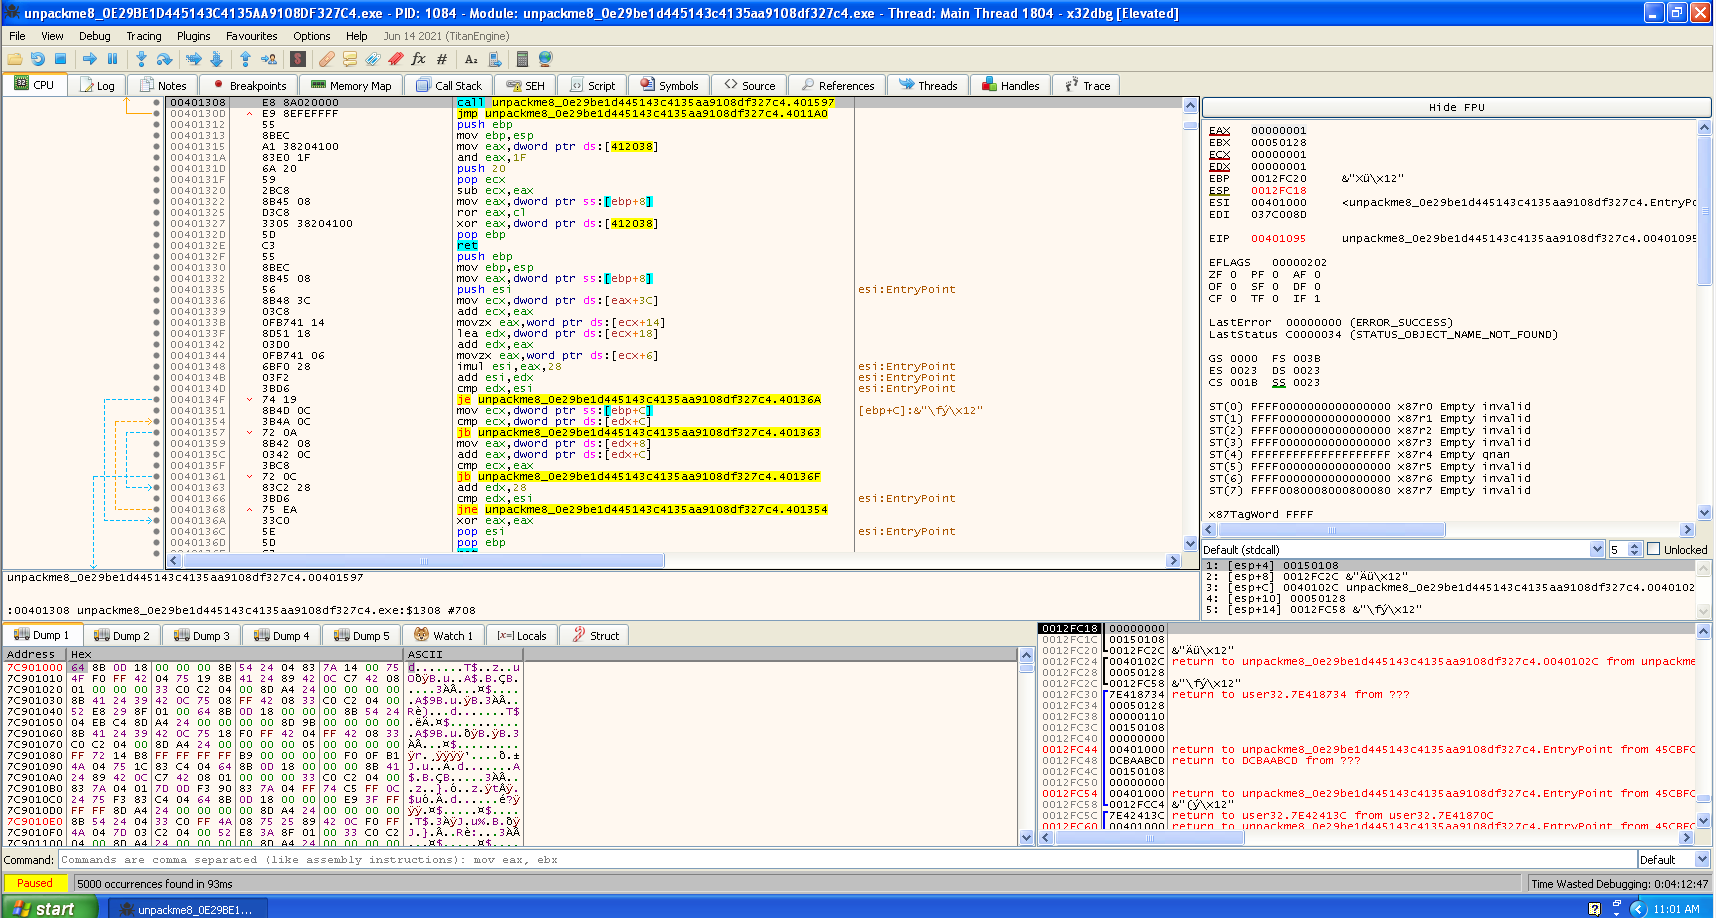 unpackme8_0E29BE1D445143C4135AA9108DF327C4.exe - PID: 1084 - Module: unpackme8_0e29be1d445143c4135aa9108df327c4.exe - Thread: Main Thread 1804 - x32dbg [Elevated]
File View Debug Tracing Plugins Favourites Options Help Jun 14 2021 (TitanEngine)
CPU Log Notes Breakpoints Memory Map Call Stack SEH Script Symbols Source References Threads Handles Trace
00401308 E8 8A020000 call unpackme8_0e29be1d445143c4135aa9108df327c4.401597
0040130D E9 8EFEFFFF jmp unpackme8_0e29be1d445143c4135aa9108df327c4.4011A0
00401312 55 push ebp
00401313 8BEC mov ebp,esp
00401315 A1 38204100 mov eax,dword ptr ds:[412038]
0040131A 83E0 1F and eax,1F
0040131D 6A 20 push 20
0040131F 59 pop ecx
00401320 2BC8 sub ecx,eax
00401322 8B45 08 mov eax,dword ptr ss:[ebp+8]
00401325 D3C8 ror eax,cl
00401327 3305 38204100 xor eax,dword ptr ds:[412038]
0040132D 5D pop ebp
0040132E C3 ret
0040132F 55 push ebp
00401330 8BEC mov ebp,esp
00401332 8B45 08 mov eax,dword ptr ss:[ebp+8]
00401335 56 push esi esi:EntryPoint
00401336 8B48 3C mov ecx,dword ptr ds:[eax+3C]
00401339 03C8 add ecx,eax
0040133B 0FB741 14 movzx eax,word ptr ds:[ecx+14]
0040133F 8D51 18 lea edx,dword ptr ds:[ecx+18]
00401342 03D0 add edx,eax
00401344 0FB741 06 movzx eax,word ptr ds:[ecx+6]
00401348 6BF0 28 imul esi,eax,28 esi:EntryPoint
0040134B 03F2 add esi,edx esi:EntryPoint
0040134D 3BD6 cmp edx,esi esi:EntryPoint
0040134F 74 19 je unpackme8_0e29be1d445143c4135aa9108df327c4.40136A
00401351 8B4D 0C mov ecx,dword ptr ss:[ebp+C] [ebp+C]:&"\fý\x12"
00401354 3B4A 0C cmp ecx,dword ptr ds:[edx+C]
00401357 72 0A jb unpackme8_0e29be1d445143c4135aa9108df327c4.401363
00401359 8B42 08 mov eax,dword ptr ds:[edx+8]
0040135C 0342 0C add eax,dword ptr ds:[edx+C]
0040135F 3BC8 cmp ecx,eax
00401361 72 0C jb unpackme8_0e29be1d445143c4135aa9108df327c4.40136F
00401363 83C2 28 add edx,28
00401366 3BD6 cmp edx,esi esi:EntryPoint
00401368 75 EA jne unpackme8_0e29be1d445143c4135aa9108df327c4.401354
0040136A 33C0 xor eax,eax
0040136C 5E pop esi esi:EntryPoint
0040136D 5D pop ebp
unpackme8_0e29be1d445143c4135aa9108df327c4.00401597
:00401308 unpackme8_0e29be1d445143c4135aa9108df327c4.exe:$1308 #708
Hide FPU
EAX 00000001
EBX 00050128
ECX 00000001
EDX 00000001
EBP 0012FC20 &"Xü\x12"
ESP 0012FC18
ESI 00401000 <unpackme8_0e29be1d445143c4135aa9108df327c4.EntryPo
EDI 037C008D
EIP 00401095 unpackme8_0e29be1d445143c4135aa9108df327c4.00401095
EFLAGS 00000202
ZF 0 PF 0 AF 0
OF 0 SF 0 DF 0
CF 0 TF 0 IF 1
LastError 00000000 (ERROR_SUCCESS)
LastStatus C0000034 (STATUS_OBJECT_NAME_NOT_FOUND)
GS 0000 FS 003B
ES 0023 DS 0023
CS 001B SS 0023
ST(0) FFFF0000000000000000 x87r0 Empty invalid
ST(1) FFFF0000000000000000 x87r1 Empty invalid
ST(2) FFFF0000000000000000 x87r2 Empty invalid
ST(3) FFFF0000000000000000 x87r3 Empty invalid
ST(4) FFFFFFFFFFFFFFFFFFFF x87r4 Empty qnan
ST(5) FFFF0000000000000000 x87r5 Empty invalid
ST(6) FFFF0000000000000000 x87r6 Empty invalid
ST(7) FFFF0080008000800080 x87r7 Empty invalid
x87TagWord FFFF
Default (stdcall) 5 Unlocked
1: [esp+4] 00150108
2: [esp+8] 0012FC2C &"Äü\x12"
3: [esp+C] 0040102C unpackme8_0e29be1d445143c4135aa9108df327c4.0040102
4: [esp+10] 00050128
5: [esp+14] 0012FC58 &"\fý\x12"
Dump 1 Dump 2 Dump 3 Dump 4 Dump 5 Watch 1 Locals Struct
Address Hex ASCII
7C901000 64 8B 0D 18 00 00 00 8B 54 24 04 83 7A 14 00 75
7C901010 4F F0 FF 42 04 75 19 8B 41 24 89 42 0C C7 42 08
7C901020 01 00 00 00 33 C0 C2 04 00 8D A4 24 00 00 00 00
7C901030 8B 41 24 39 42 0C 75 08 FF 42 08 33 C0 C2 04 00
7C901040 52 E8 29 8F 01 00 64 8B 0D 18 00 00 00 8B 54 24
7C901050 04 EB C4 8D A4 24 00 00 00 00 8D 9B 00 00 00 00
7C901060 8B 41 24 39 42 0C 75 18 F0 FF 42 04 FF 42 08 33
7C901070 C0 C2 04 00 8D A4 24 00 00 00 00 05 00 00 00 00
7C901080 FF 72 14 B8 FF FF FF FF B9 00 00 00 00 F0 0F B1
7C901090 4A 04 75 1C 83 C4 04 64 8B 0D 18 00 00 00 8B 41
7C9010A0 24 89 42 0C C7 42 08 01 00 00 00 33 C0 C2 04 00
7C9010B0 83 7A 04 01 7D 0D F3 90 83 7A 04 FF 74 C5 FF 0C
7C9010C0 24 75 F3 83 C4 04 64 8B 0D 18 00 00 00 E9 3F FF
7C9010D0 FF FF 8D A4 24 00 00 00 00 8D A4 24 00 00 00 00
7C9010E0 8B 54 24 04 33 C0 FF 4A 08 75 25 89 42 0C F0 FF
7C9010F0 4A 04 7D 03 C2 04 00 52 E8 3A 8F 01 00 33 C0 C2
7C901100 04 00 8D A4 24 00 00 00 00 8D A4 24 00 00 00 00
0012FC18 00000000
0012FC1C 00150108
0012FC20 0012FC2C &"Äü\x12"
0012FC24 0040102C return to unpackme8_0e29be1d445143c4135aa9108df327c4.0040102C from unpackme
0012FC28 00050128
0012FC2C 0012FC58 &"\fý\x12"
0012FC30 7E418734 return to user32.7E418734 from ???
0012FC34 00050128
0012FC38 00000110
0012FC3C 00150108
0012FC40 00000000
0012FC44 00401000 return to unpackme8_0e29be1d445143c4135aa9108df327c4.EntryPoint from 45CBFC
0012FC48 DCBAABCD return to DCBAABCD from ???
0012FC4C 00150108
0012FC50 00000000
0012FC54 00401000 return to unpackme8_0e29be1d445143c4135aa9108df327c4.EntryPoint from 45CBFC
0012FC58 0012FCC4 &"(ý\x12"
0012FC5C 7E42413C return to user32.7E42413C from user32.7E41870C
0012FC60 00401000 return to unpackme8_0e29be1d445143c4135aa9108df327c4.EntryPoint from 45CBFC
Command: Commands are comma separated (like assembly instructions): mov eax, ebx Default
Paused 5000 occurrences found in 93ms Time Wasted Debugging: 0:04:12:47
start unpackme8_0E29BE1... 11:01 AM